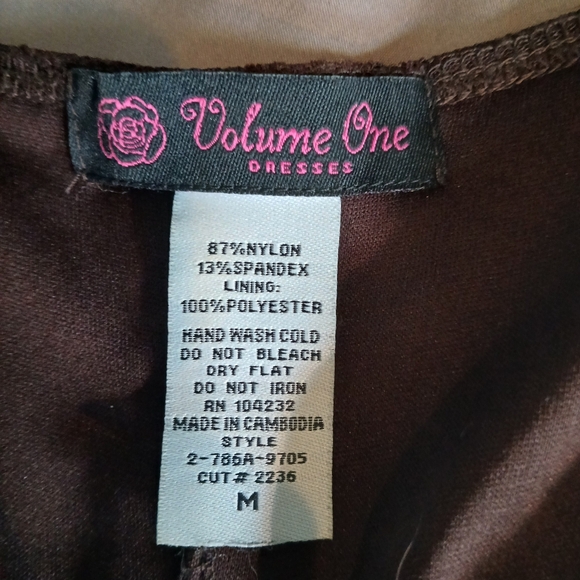 Volume One
DRESSES
87%NYLON
13%SPANDEX
LINING:
100%POLYESTER
HAND WASH COLD
DO NOT BLEACH
DRY FLAT
DO NOT IRON
RN 104232
MADE IN CAMBODIA
STYLE
2-786A-9705
CUT# 2236
M